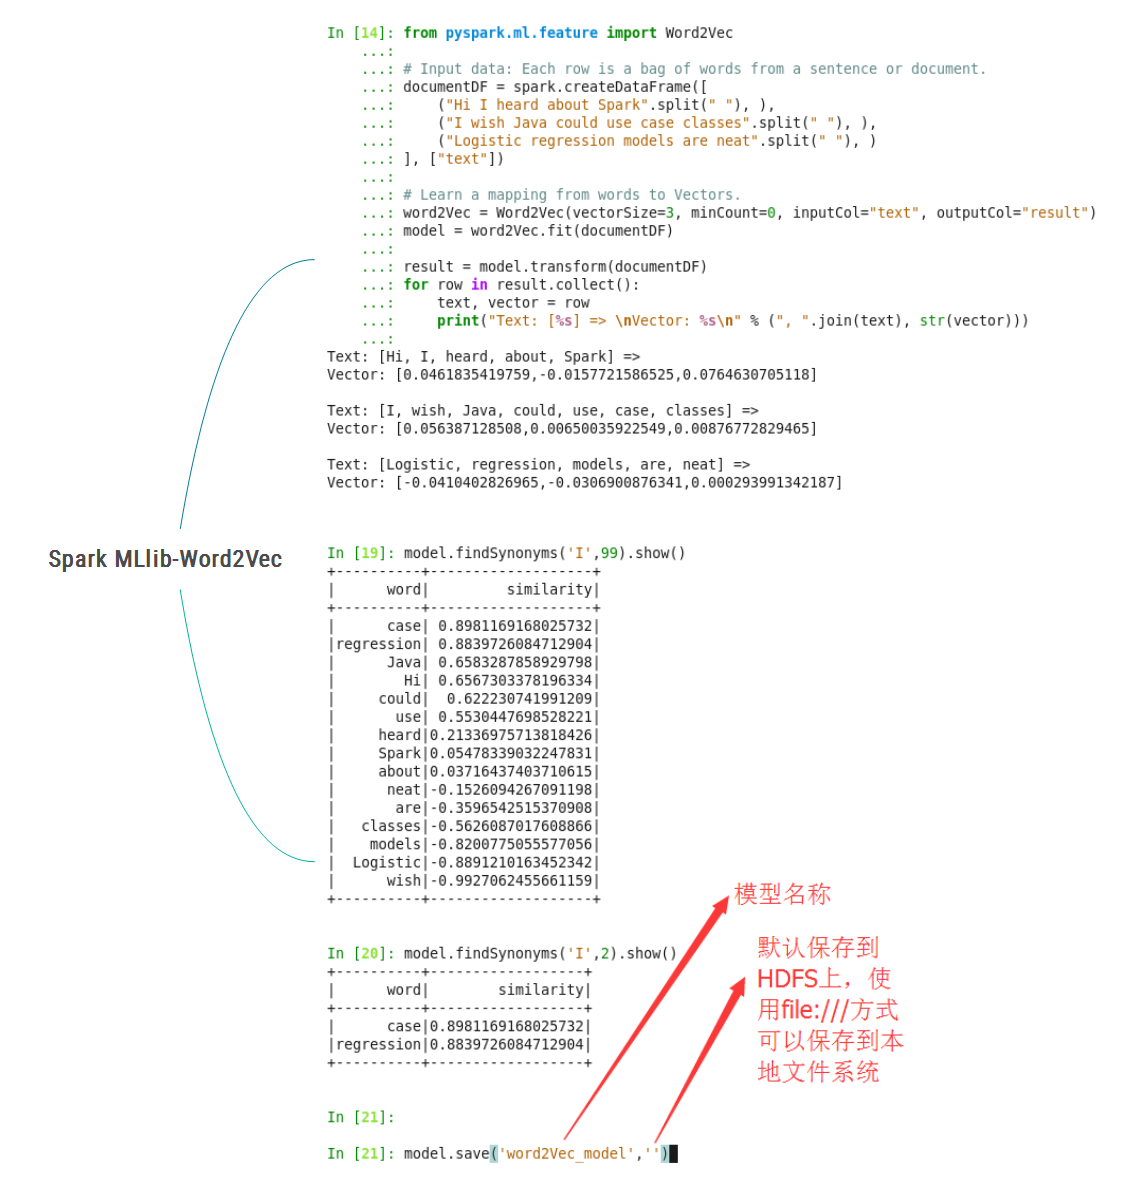 In [14]: from pyspark.ml.feature import Word2Vec
...:
...: # Input data: Each row is a bag of words from a sentence or document.
...: documentDF = spark.createDataFrame([
...:     ("Hi I heard about Spark".split(" "), ),
...:     ("I wish Java could use case classes".split(" "), ),
...:     ("Logistic regression models are neat".split(" "), )
...: ], ["text"])
...:
...: # Learn a mapping from words to Vectors.
...: word2Vec = Word2Vec(vectorSize=3, minCount=0, inputCol="text", outputCol="result")
...: model = word2Vec.fit(documentDF)
...:
...: result = model.transform(documentDF)
...: for row in result.collect():
...:     text, vector = row
...:     print("Text: [%s] => \nVector: %s\n" % (", ".join(text), str(vector)))
...:
Text: [Hi, I, heard, about, Spark] =>
Vector: [0.0461835419759,-0.0157721586525,0.0764630705118]
Text: [I, wish, Java, could, use, case, classes] =>
Vector: [0.056387128508,0.00650035922549,0.00876772829465]
Text: [Logistic, regression, models, are, neat] =>
Vector: [-0.0410402826965,-0.0306900876341,0.000293991342187]
Spark MLlib-Word2Vec
In [19]: model.findSynonyms('I',99).show()
+----------+-------------------+
|      word|         similarity|
+----------+-------------------+
|      case| 0.8981169168025732|
|regression| 0.8839726084712904|
|      Java| 0.6583287858929798|
|        Hi| 0.6567303378196334|
|     could|  0.622230741991209|
|       use| 0.5530447698528221|
|     heard|0.21336975713818426|
|     Spark|0.05478339032247831|
|     about|0.03716437403710615|
|      neat|-0.1526094267091198|
|       are|-0.3596542515370908|
|   classes|-0.5626087017608866|
|    models|-0.8200775055577056|
|  Logistic|-0.8891210163452342|
|      wish|-0.9927062455661159|
+----------+-------------------+
模型名称
In [20]: model.findSynonyms('I',2).show()
+----------+------------------+
|      word|        similarity|
+----------+------------------+
|      case|0.8981169168025732|
|regression|0.8839726084712904|
+----------+------------------+
默认保存到
HDFS上，使
用file:///方式
可以保存到本
地文件系统
In [21]:
In [21]: model.save('word2Vec_model','')